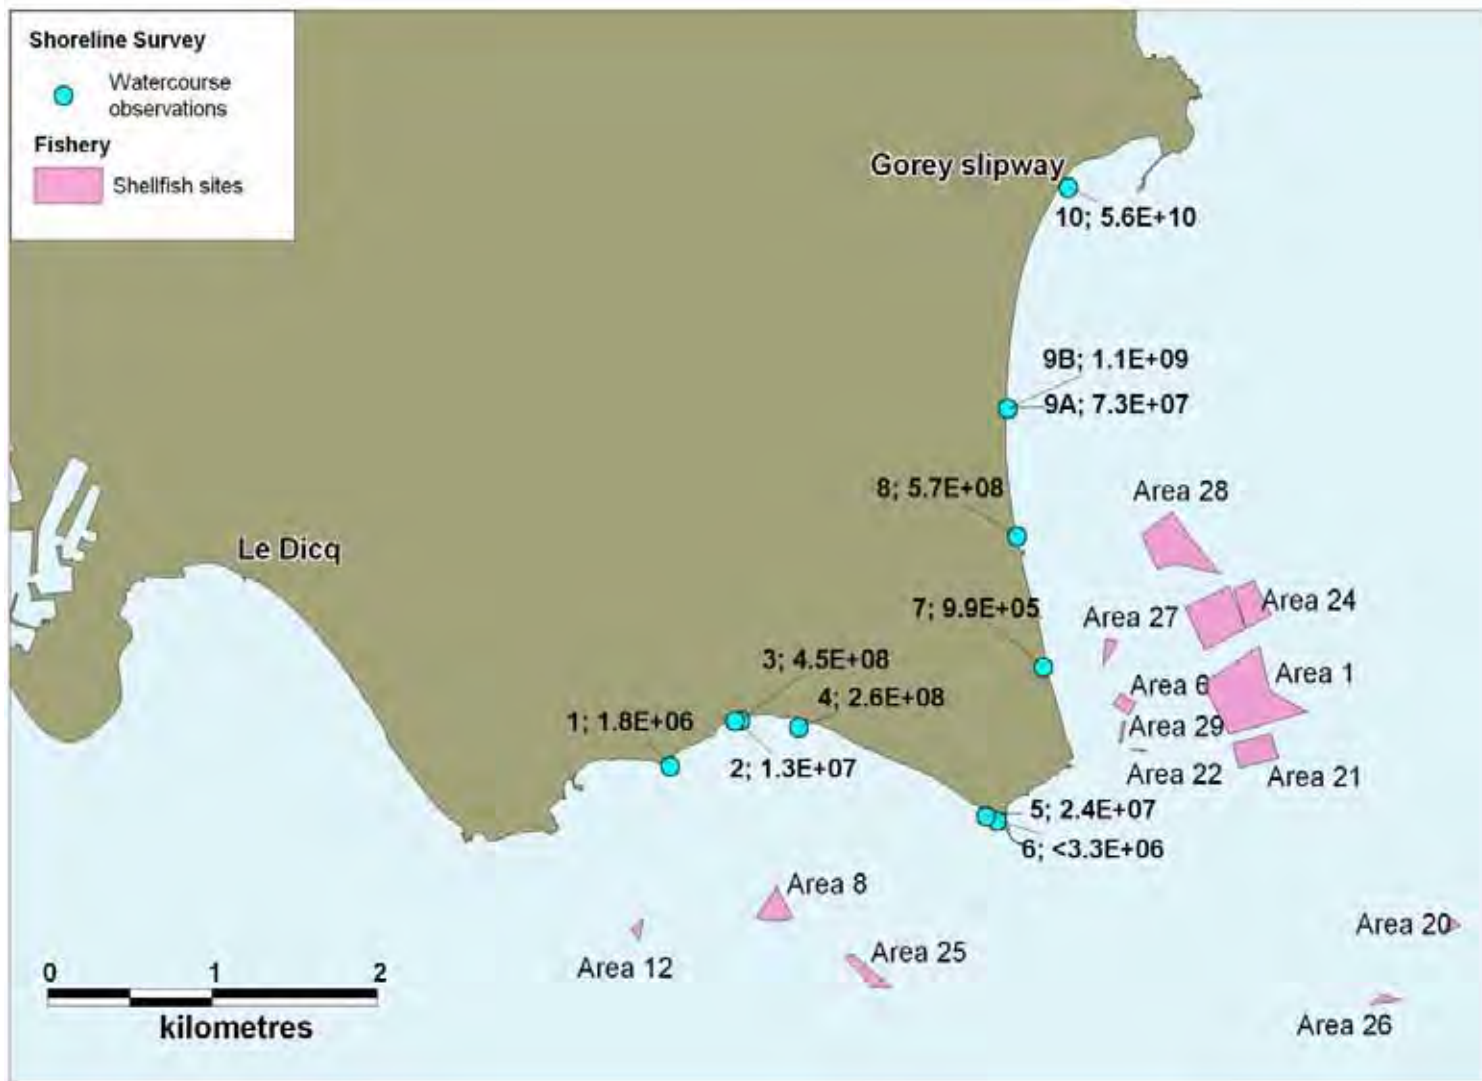 Shoreline Survey
Watercourse
observations
Fishery
Shellfish sites
Gorey slipway
10; 5.6E+10
9B; 1.1E+09
9A; 7.3E+07
8; 5.7E+08
Area 28
Le Dicq
7; 9.9E+05
Area 27
Area 24
3; 4.5E+08
4; 2.6E+08
Area 6
Area 1
1; 1.8E+06
Area 29
2; 1.3E+07
Area 22
Area 21
5; 2.4E+07
6; <3.3E+06
Area 8
Area 20
Area 25
Area 12
0 1 2
kilometres
Area 26